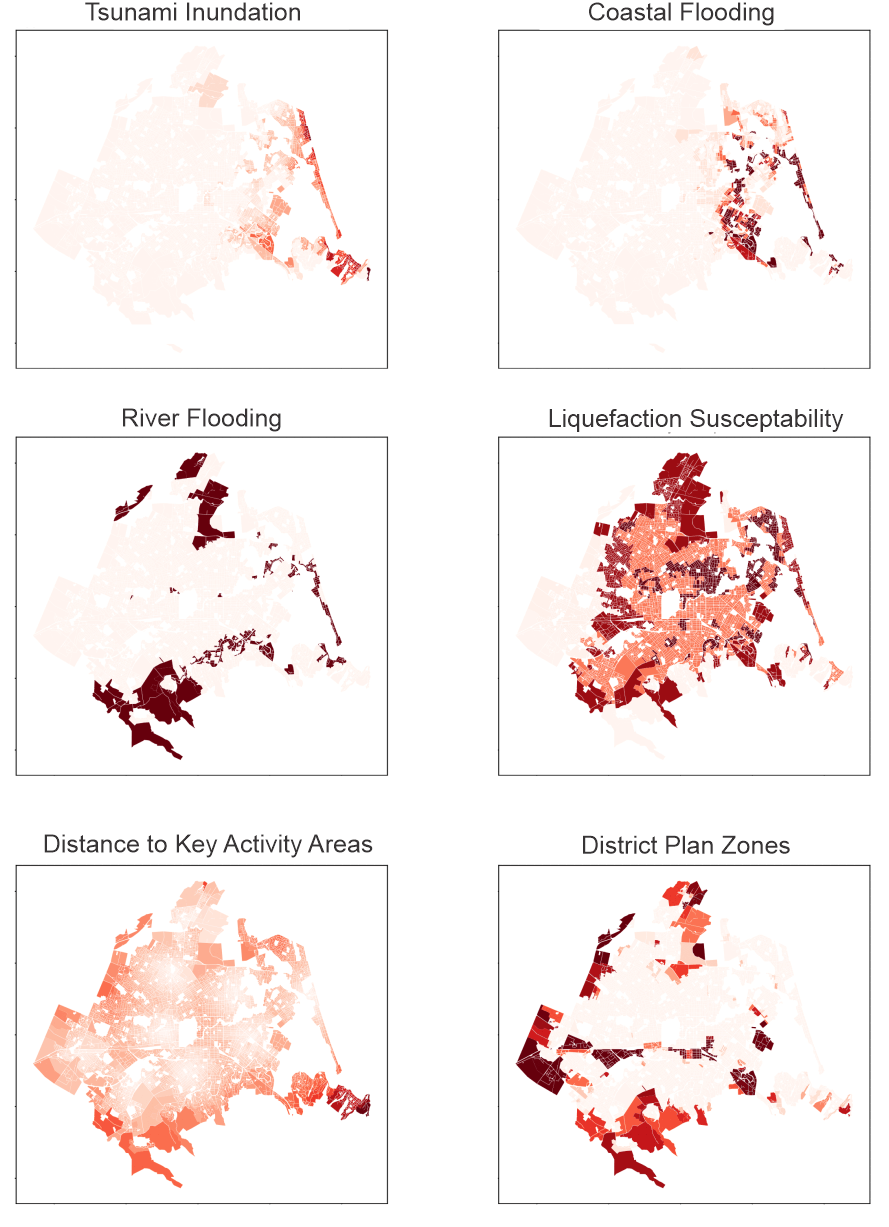 Tsunami Inundation
Coastal Flooding
River Flooding
Liquefaction Susceptability
Distance to Key Activity Areas
District Plan Zones